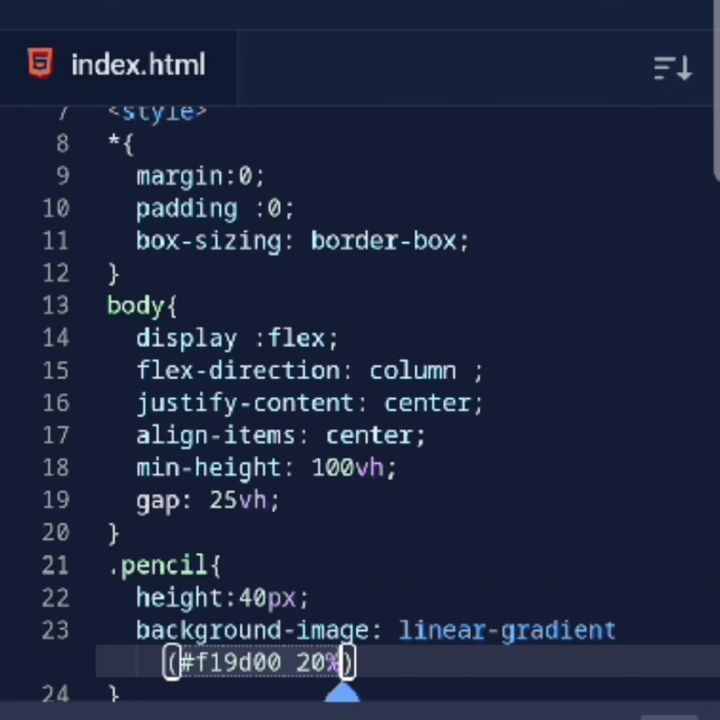 index.html
7 <style>
8 *{
9 margin:0;
10 padding :0;
11 box-sizing: border-box;
12 }
13 body{
14 display :flex;
15 flex-direction: column ;
16 justify-content: center;
17 align-items: center;
18 min-height: 100vh;
19 gap: 25vh;
20 }
21 .pencil{
22 height:40px;
23 background-image: linear-gradient
(#f19d00 20%)
24 }